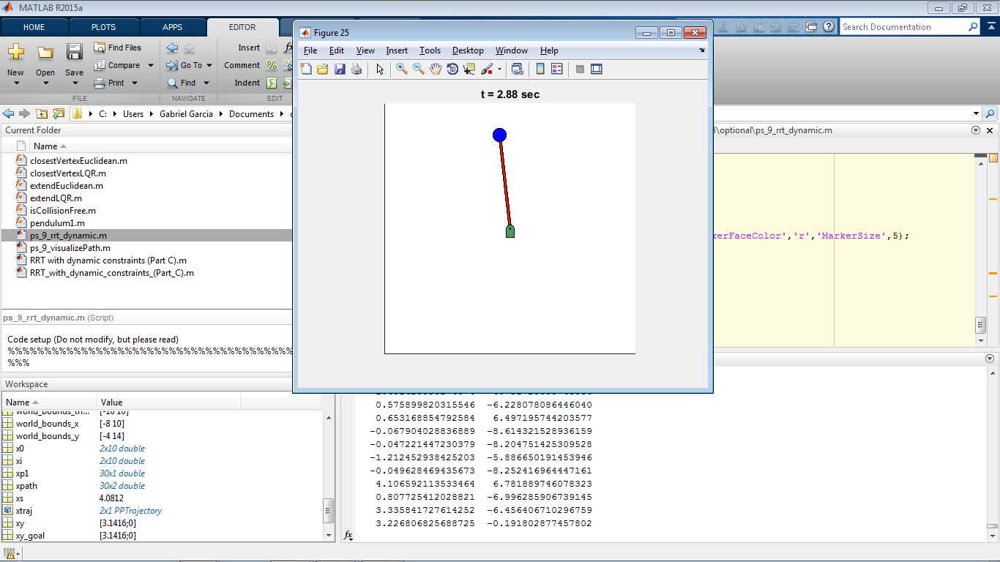 MATLAB R2015a
HOME PLOTS APPS EDITOR
Search Documentation
New Open Save
Find Files
Compare
Print
Go To
Find
Insert
Comment
Indent
FILE NAVIGATE EDIT
C: Users Gabriel Garcia Documents
Current Folder
Name
closestVertexEuclidean.m
closestVertexLQR.m
extendEuclidean.m
extendLQR.m
isCollisionFree.m
pendulum1.m
ps_9_rrt_dynamic.m
ps_9_visualizePath.m
RRT with dynamic constraints (Part C).m
RRT_with_dynamic_constraints_(Part_C).m
ps_9_rrt_dynamic.m (Script)
Code setup (Do not modify, but please read)
%%%%%%%%%%%%%%%%%%%%%%%%%%%%%%%%%%%%%%%%%%%%%%%
%%%
Workspace
Name Value
world_bounds_th... [-10 10]
world_bounds_x [-8 10]
world_bounds_y [-4 14]
x0 2x10 double
xi 2x10 double
xp1 30x1 double
xpath 30x2 double
xs 4.0812
xtraj 2x1 PPTrajectory
xy [3.1416;0]
xy_goal [3.1416;0]
Figure 25
File Edit View Insert Tools Desktop Window Help
t = 2.88 sec
\optional\ps_9_rrt_dynamic.m
kerFaceColor','r','MarkerSize',5);
0.575899820315546 -6.228078086446040
0.653168854792584 6.497195744203577
-0.067904028836889 -8.614321528936159
-0.047221447230379 -8.204751425309528
-1.212452938425203 -5.886650191453946
-0.049628469435673 -8.252416964447161
4.106592113533464 6.781889746078323
0.807725412028821 -6.996285906739145
3.335841727614252 -6.456406710296759
3.226806825688725 -0.191802877457802
fx